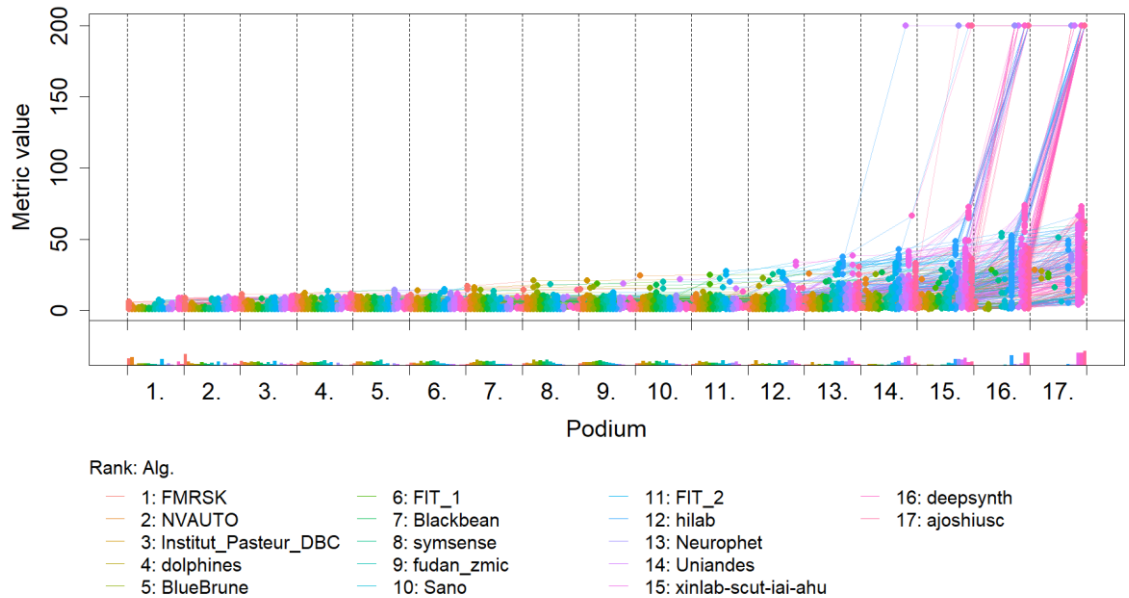 Metric value
200
150
100
50
0
1. 2. 3. 4. 5. 6. 7. 8. 9. 10. 11. 12. 13. 14. 15. 16. 17.
Podium
Rank: Alg.
1: FMRSK
2: NVAUTO
3: Institut_Pasteur_DBC
4: dolphines
5: BlueBrune
6: FIT_1
7: Blackbean
8: symsense
9: fudan_zmic
10: Sano
11: FIT_2
12: hilab
13: Neurophet
14: Uniandes
15: xinlab-scut-iai-ahu
16: deepsynth
17: ajoshiusc